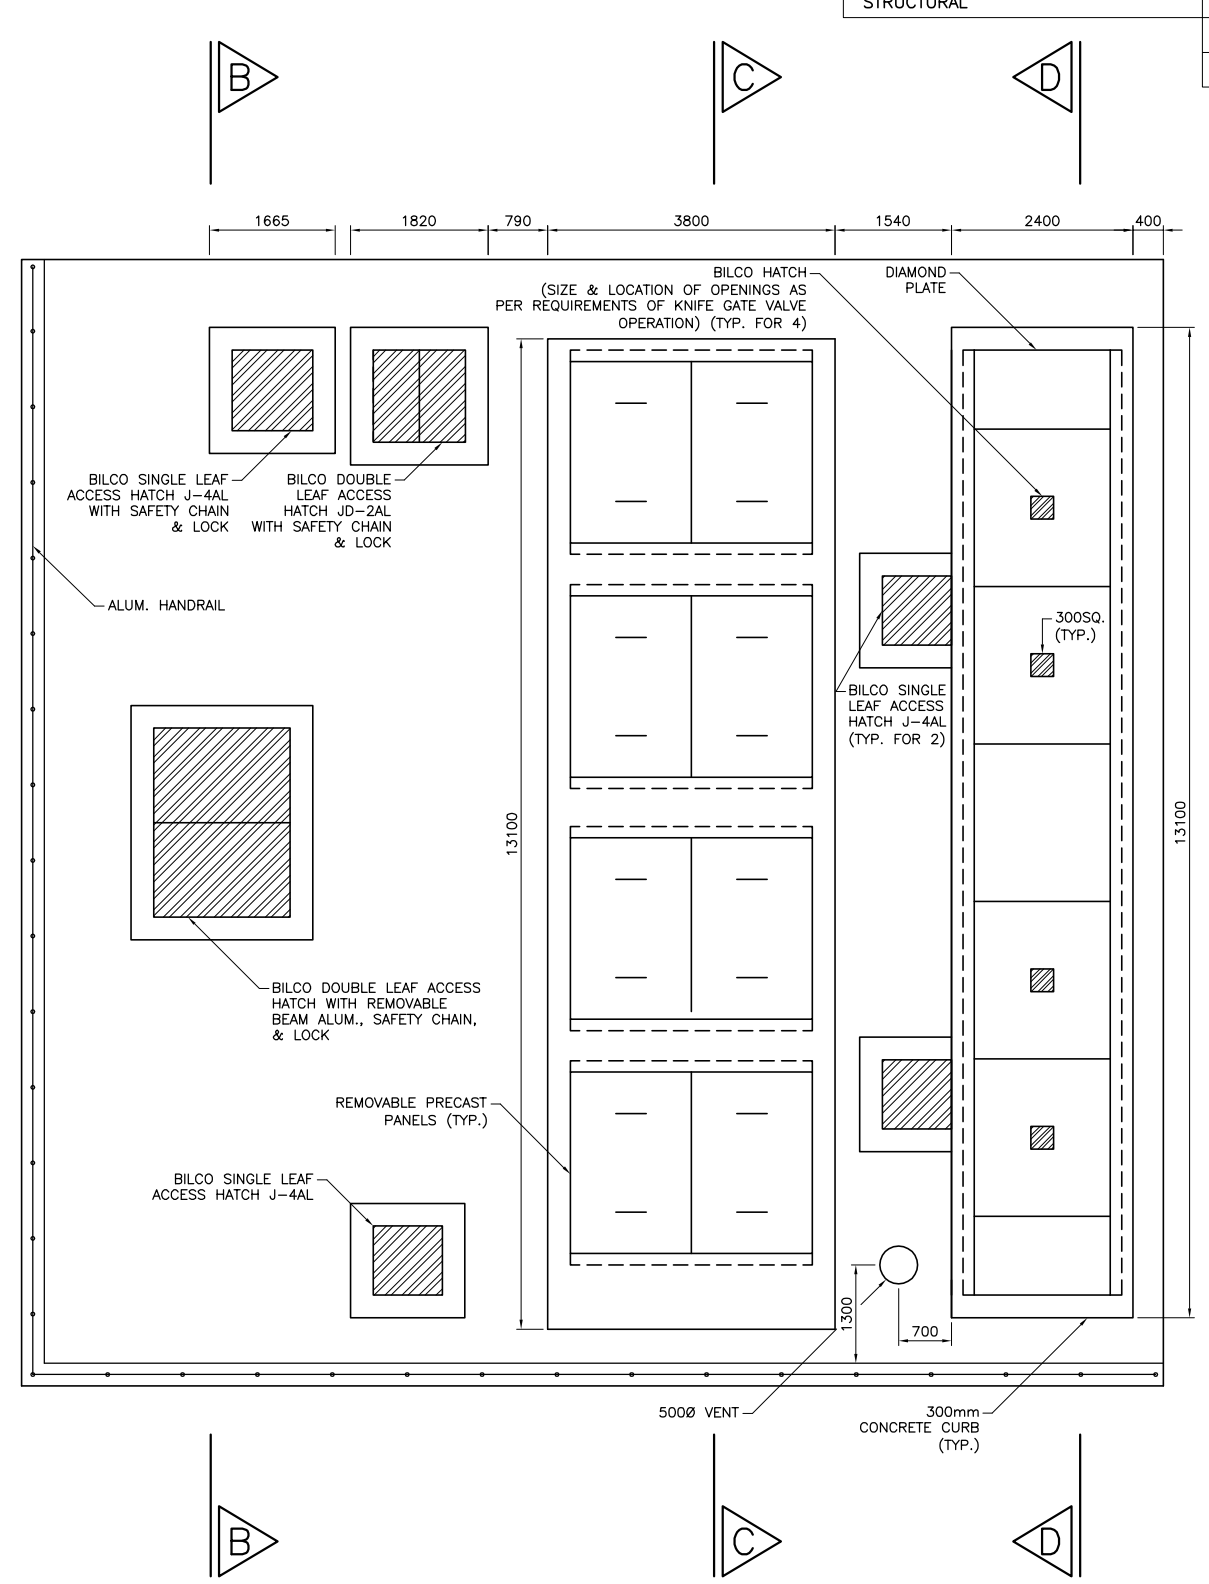 STRUCTURAL
B
C
D
1665
1820
790
3800
1540
2400
400
BILCO HATCH
(SIZE & LOCATION OF OPENINGS AS
PER REQUIREMENTS OF KNIFE GATE VALVE
OPERATION) (TYP. FOR 4)
DIAMOND
PLATE
BILCO SINGLE LEAF
ACCESS HATCH J-4AL
WITH SAFETY CHAIN
& LOCK
BILCO DOUBLE
LEAF ACCESS
HATCH JD-2AL
WITH SAFETY CHAIN
& LOCK
ALUM. HANDRAIL
300SQ.
(TYP.)
BILCO SINGLE
LEAF ACCESS
HATCH J-4AL
(TYP. FOR 2)
13100
13100
BILCO DOUBLE LEAF ACCESS
HATCH WITH REMOVABLE
BEAM ALUM., SAFETY CHAIN,
& LOCK
REMOVABLE PRECAST
PANELS (TYP.)
BILCO SINGLE LEAF
ACCESS HATCH J-4AL
1300
700
500Ø VENT
300mm
CONCRETE CURB
(TYP.)
B
C
D